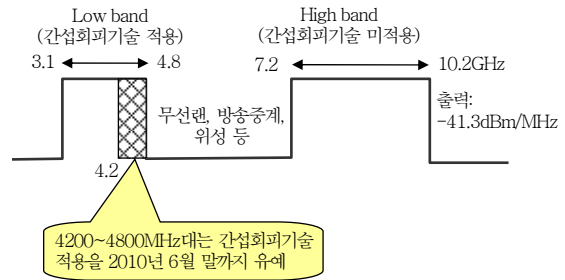 Low band
(간섭회피기술 적용)
3.1
4.8
High band
(간섭회피기술 미적용)
7.2
10.2GHz
출력:
-41.3dBm/MHz
무선랜, 방송중계,
위성 등
4.2
4200~4800MHz대는 간섭회피기술
적용을 2010년 6월 말까지 유예